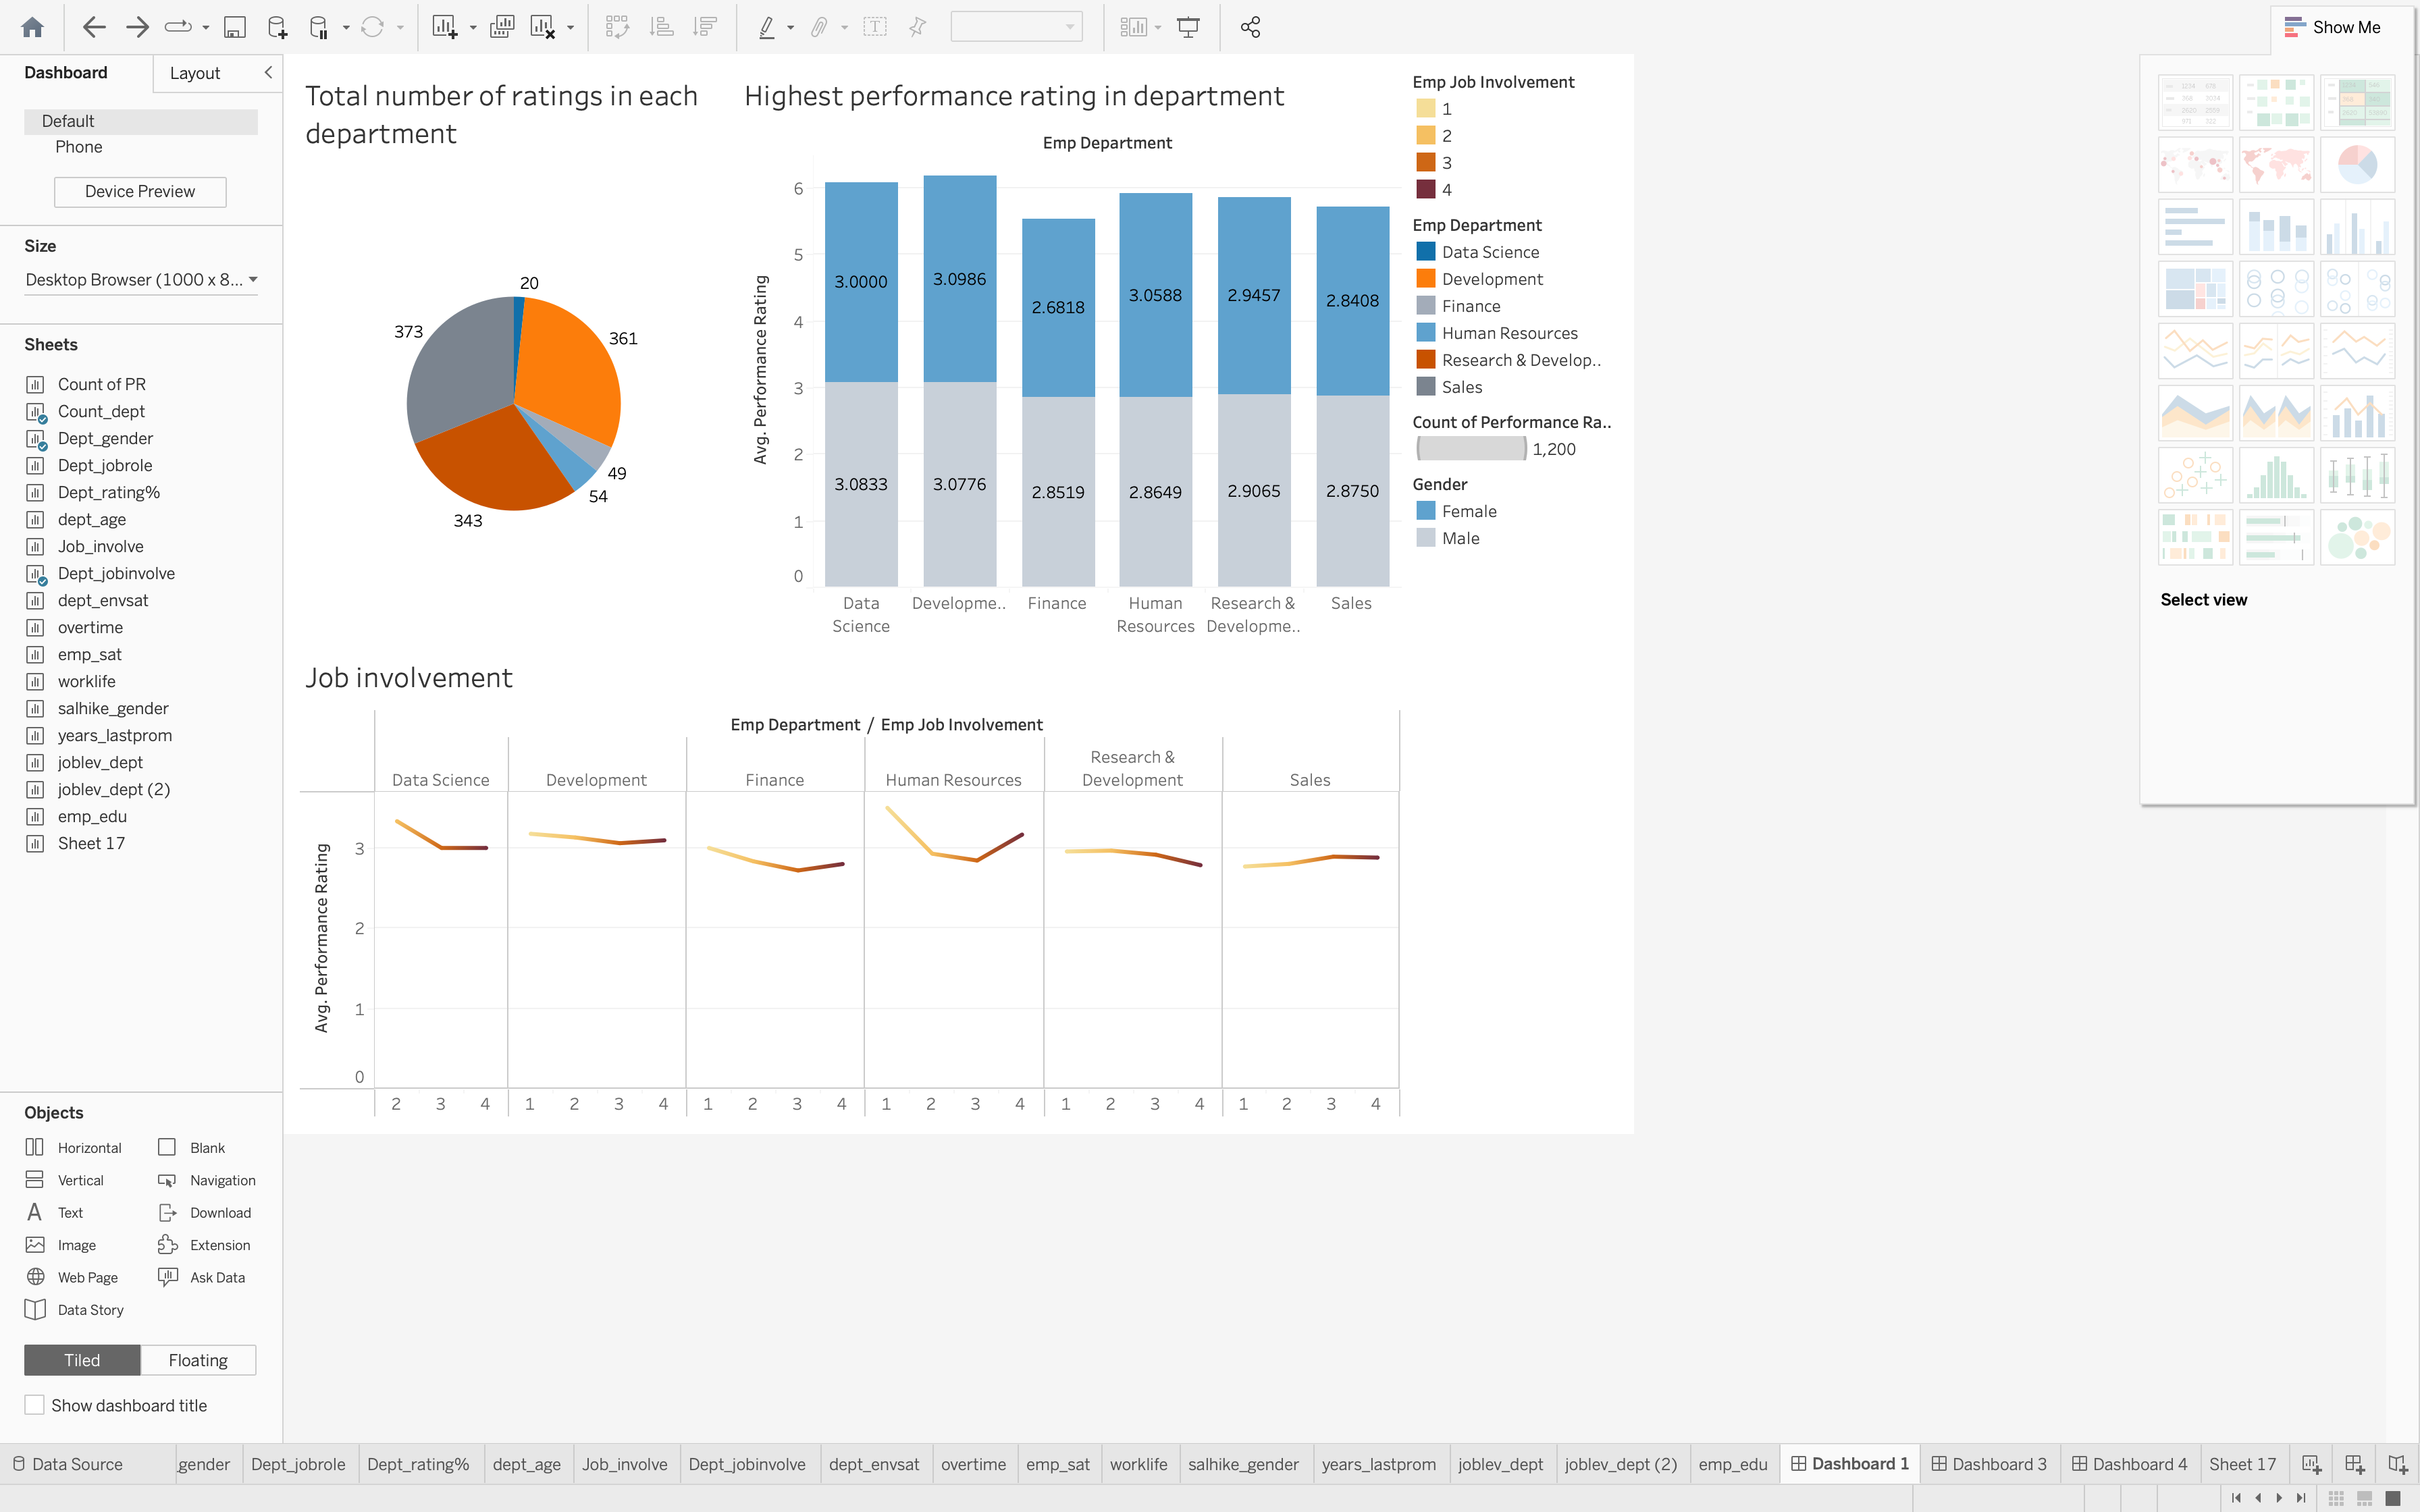 Show Me
Dashboard
Layout
Default
Phone
Device Preview
Size
Desktop Browser (1000 x 8...
Sheets
Count of PR
Count_dept
Dept_gender
Dept_jobrole
Dept_rating%
dept_age
Job_involve
Dept_jobinvolve
dept_envsat
overtime
emp_sat
worklife
salhike_gender
years_lastprom
joblev_dept
joblev_dept (2)
emp_edu
Sheet 17
Objects
Horizontal
Blank
Vertical
Navigation
Text
Download
Image
Extension
Web Page
Ask Data
Data Story
Tiled
Floating
Show dashboard title
Total number of ratings in each
department
20
361
49
54
343
373
Highest performance rating in department
Emp Department
Avg. Performance Rating
6
5
4
3
2
1
0
3.0000
3.0986
2.6818
3.0588
2.9457
2.8408
3.0833
3.0776
2.8519
2.8649
2.9065
2.8750
Data
Science
Developme..
Finance
Human
Resources
Research &
Developme..
Sales
Emp Job Involvement
1
2
3
4
Emp Department
Data Science
Development
Finance
Human Resources
Research & Develop..
Sales
Count of Performance Ra..
1,200
Gender
Female
Male
Job involvement
Emp Department / Emp Job Involvement
Data Science
Development
Finance
Human Resources
Research &
Development
Sales
Avg. Performance Rating
3
2
1
0
2 3 4 1 2 3 4 1 2 3 4 1 2 3 4 1 2 3 4 1 2 3 4
Select view
Data Source
_gender
Dept_jobrole
Dept_rating%
dept_age
Job_involve
Dept_jobinvolve
dept_envsat
overtime
emp_sat
worklife
salhike_gender
years_lastprom
joblev_dept
joblev_dept (2)
emp_edu
Dashboard 1
Dashboard 3
Dashboard 4
Sheet 17